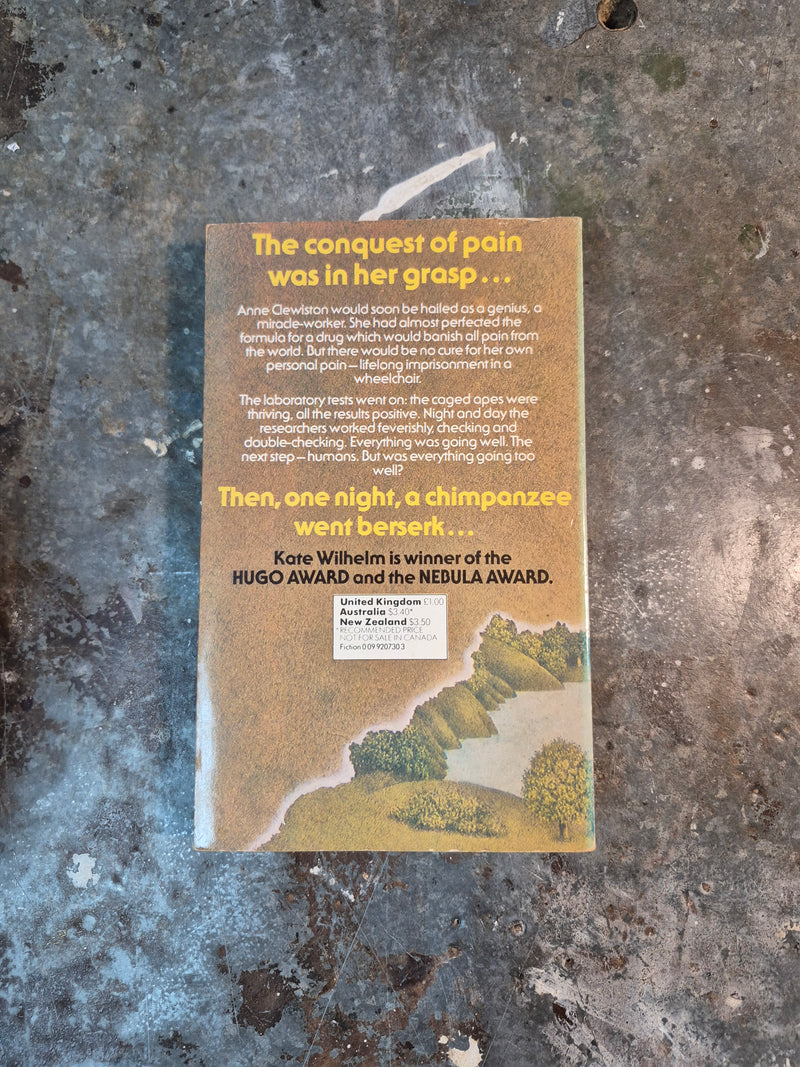 The conquest of pain
was in her grasp...
Anne Clewiston would soon be hailed as a genius, a
miracle-worker. She had almost perfected the
formula for a drug which would banish all pain from
the world. But there would be no cure for her own
personal pain – lifelong imprisonment in a
wheelchair.
The laboratory tests went on: the caged apes were
thriving, all the results positive. Night and day the
researchers worked feverishly, checking and
double-checking. Everything was going well. The
next step – humans. But was everything going too
well?
Then, one night, a chimpanzee
went berserk...
Kate Wilhelm is winner of the
HUGO AWARD and the NEBULA AWARD.
United Kingdom £1.00
Australia $3.40*
New Zealand $3.50
*RECOMMENDED PRICE
NOT FOR SALE IN CANADA
Fiction 0 09 920730 3